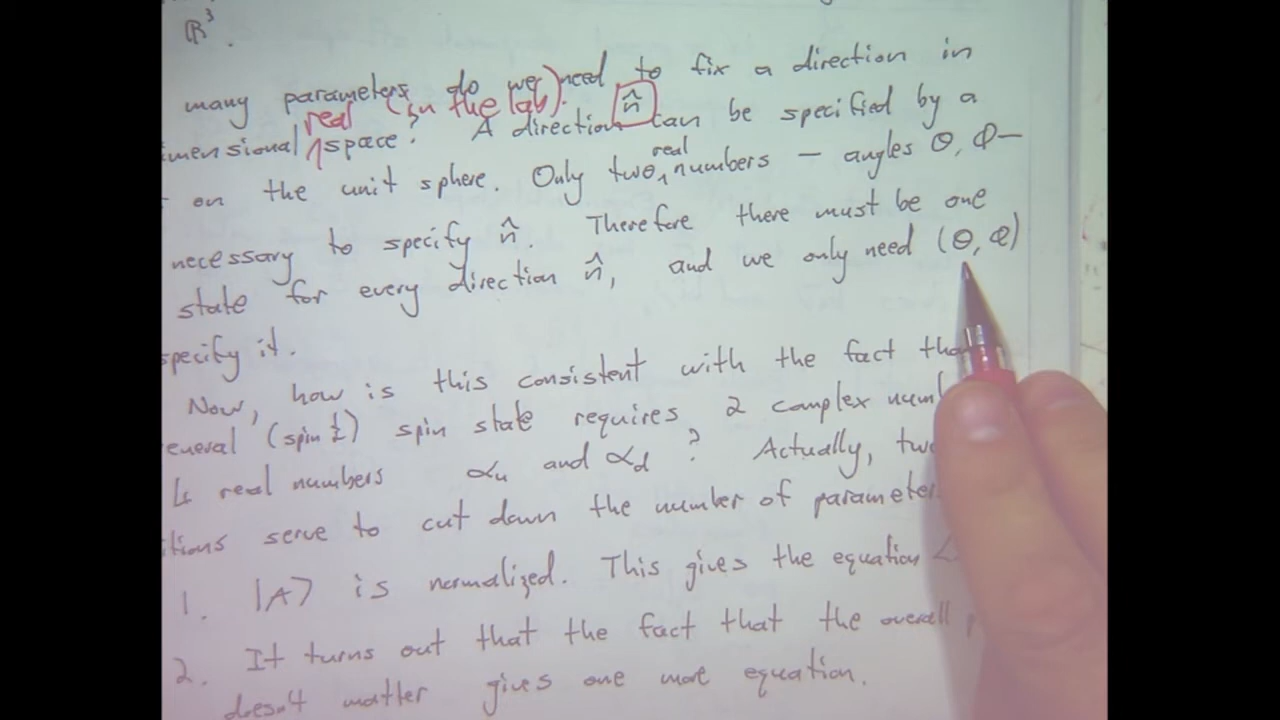 ℝ³.
many parameters do we need to fix a direction in
real (in the lab).
imensional ∧ space? A direction n̂ can be specified by a
real
on the unit sphere. Only two ∧ numbers — angles θ, Φ —
necessary to specify n̂. Therefore there must be one
state for every direction n̂, and we only need (θ, Φ)
specify it.
Now, how is this consistent with the fact tha
eneral (spin ½) spin state requires 2 complex num
4 real numbers α_u and α_d ? Actually, two
itions serve to cut down the number of parameter
1. |A⟩ is normalized. This gives the equation ⟨
2. It turns out that the fact that the overall
doesn't matter gives one more equation.